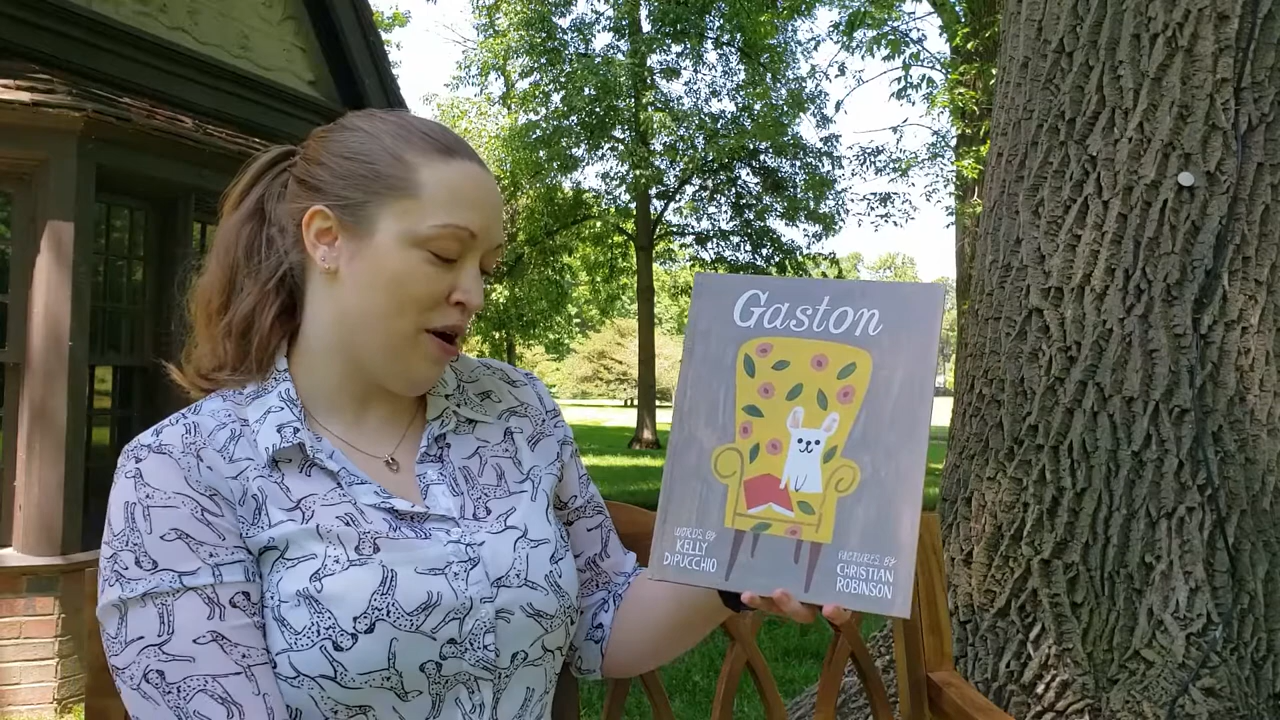 Gaston
WORDS BY
KELLY
DiPUCCHIO
PICTURES BY
CHRISTIAN
ROBINSON